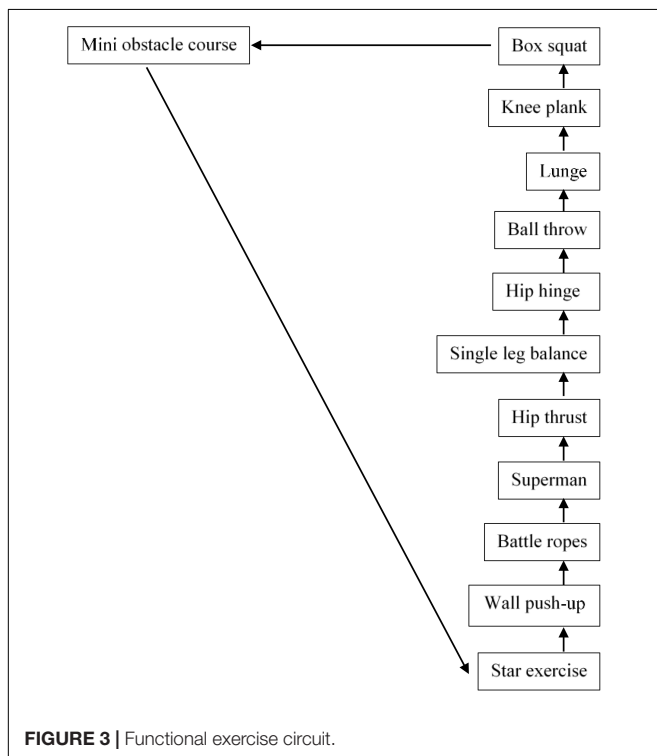 Mini obstacle course
Box squat
Knee plank
Lunge
Ball throw
Hip hinge
Single leg balance
Hip thrust
Superman
Battle ropes
Wall push-up
Star exercise
FIGURE 3 | Functional exercise circuit.